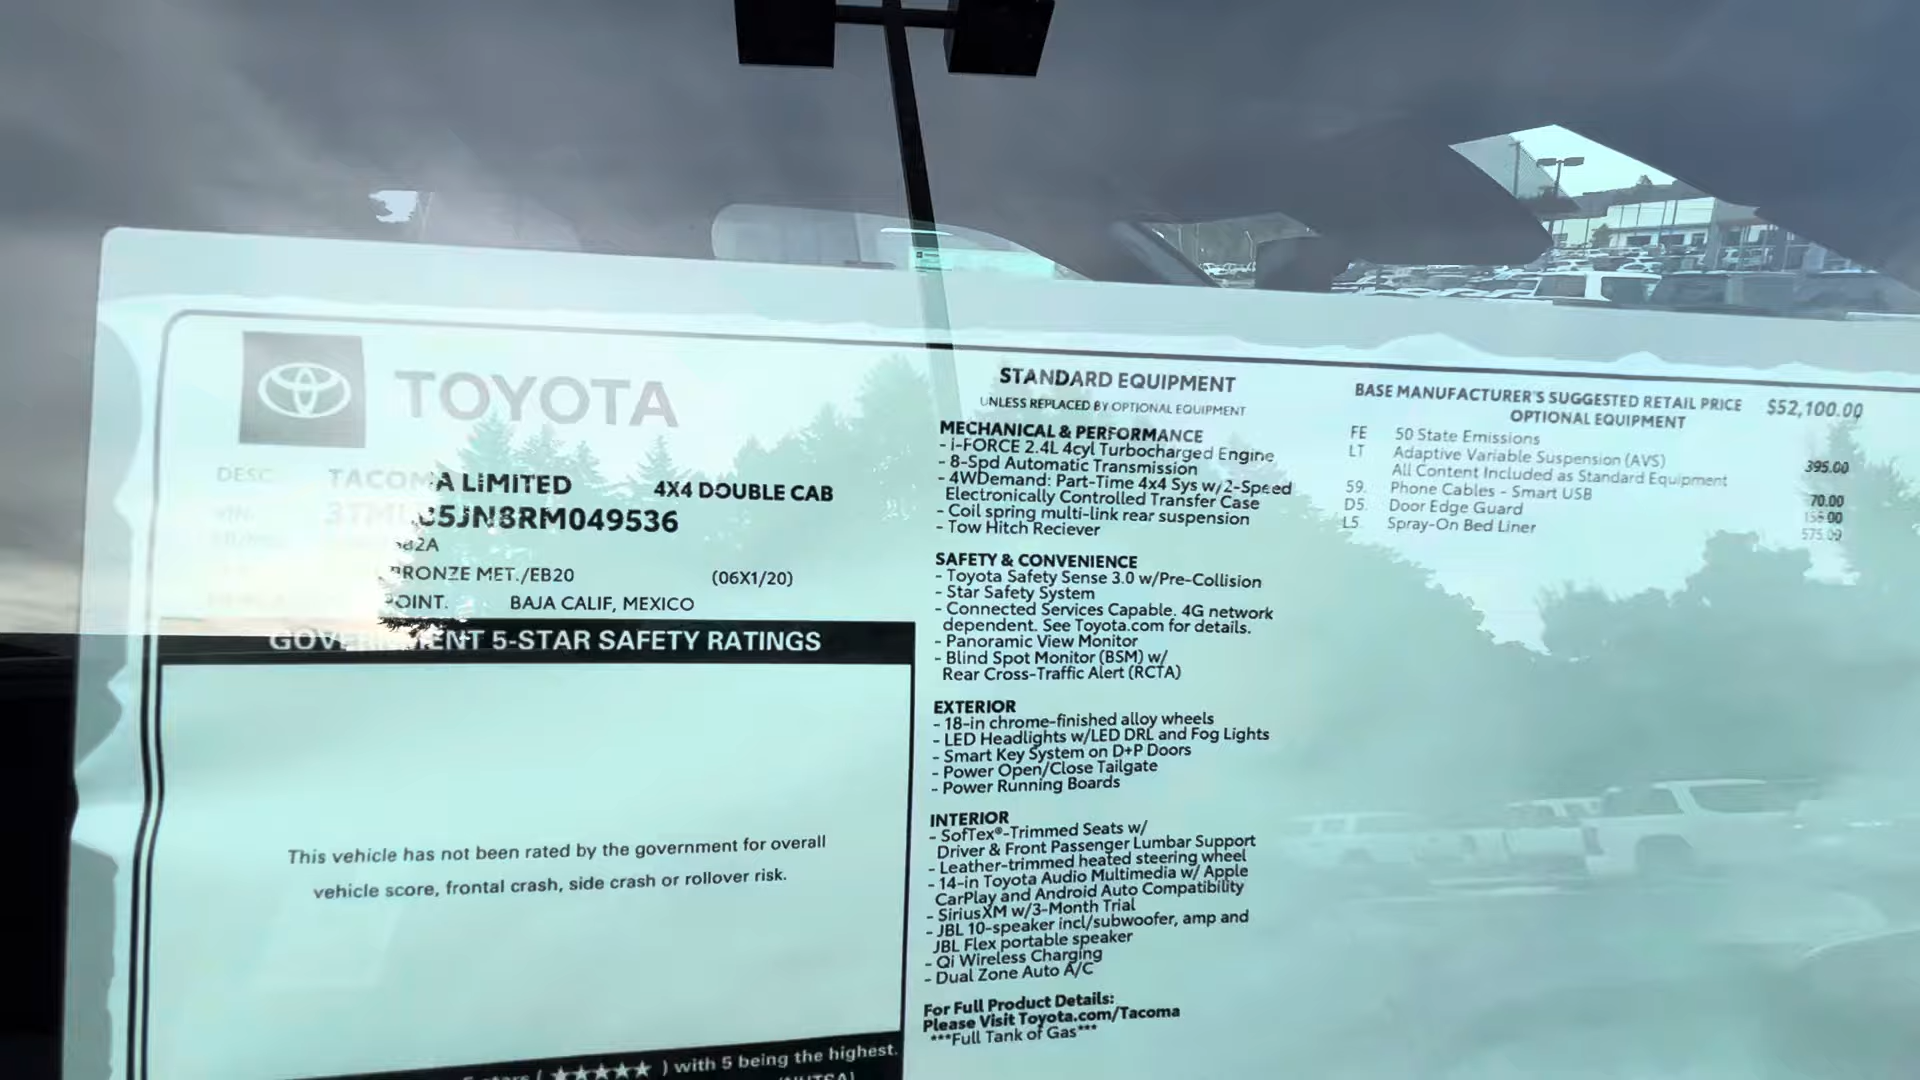 TOYOTA
DESC. TACOMA LIMITED 4X4 DOUBLE CAB
5JN8RM049536
BRONZE MET./EB20 (06X1/20)
POINT. BAJA CALIF, MEXICO
GOVERNMENT 5-STAR SAFETY RATINGS
This vehicle has not been rated by the government for overall
vehicle score, frontal crash, side crash or rollover risk.
★★★★★ ) with 5 being the highest.
STANDARD EQUIPMENT
UNLESS REPLACED BY OPTIONAL EQUIPMENT
MECHANICAL & PERFORMANCE
- i-FORCE 2.4L 4cyl Turbocharged Engine
- 8-Spd Automatic Transmission
- 4WDemand: Part-Time 4x4 Sys w/2-Speed
Electronically Controlled Transfer Case
- Coil spring multi-link rear suspension
- Tow Hitch Reciever
SAFETY & CONVENIENCE
- Toyota Safety Sense 3.0 w/Pre-Collision
- Star Safety System
- Connected Services Capable. 4G network
dependent. See Toyota.com for details.
- Panoramic View Monitor
- Blind Spot Monitor (BSM) w/
Rear Cross-Traffic Alert (RCTA)
EXTERIOR
- 18-in chrome-finished alloy wheels
- LED Headlights w/LED DRL and Fog Lights
- Smart Key System on D+P Doors
- Power Open/Close Tailgate
- Power Running Boards
INTERIOR
- SofTex®-Trimmed Seats w/
Driver & Front Passenger Lumbar Support
- Leather-trimmed heated steering wheel
- 14-in Toyota Audio Multimedia w/ Apple
CarPlay and Android Auto Compatibility
- SiriusXM w/3-Month Trial
- JBL 10-speaker incl/subwoofer, amp and
JBL Flex portable speaker
- Qi Wireless Charging
- Dual Zone Auto A/C
For Full Product Details:
Please Visit Toyota.com/Tacoma
***Full Tank of Gas***
BASE MANUFACTURER'S SUGGESTED RETAIL PRICE $52,100.00
OPTIONAL EQUIPMENT
FE 50 State Emissions
LT Adaptive Variable Suspension (AVS) 395.00
All Content Included as Standard Equipment
59. Phone Cables - Smart USB 70.00
D5. Door Edge Guard
L5. Spray-On Bed Liner 575.00